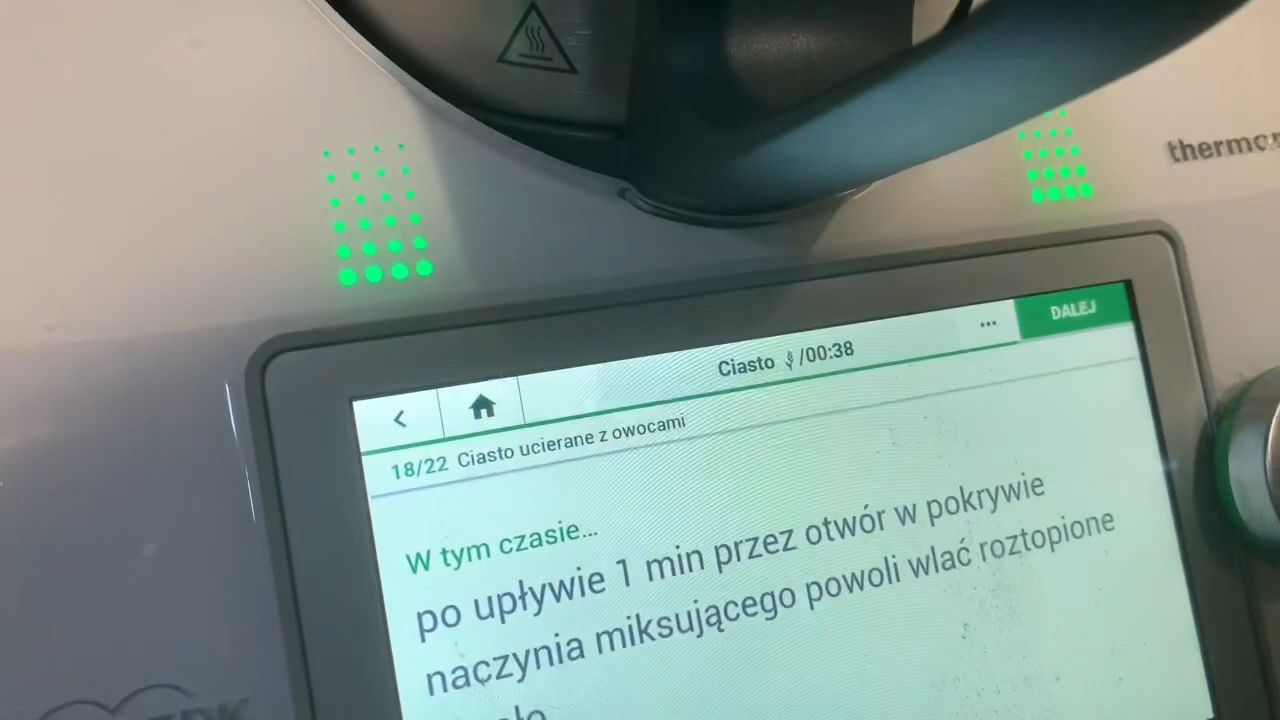 thermo
DALEJ
Ciasto /00:38
18/22 Ciasto ucierane z owocami
W tym czasie...
po upływie 1 min przez otwór w pokrywie
naczynia miksującego powoli wlać roztopione